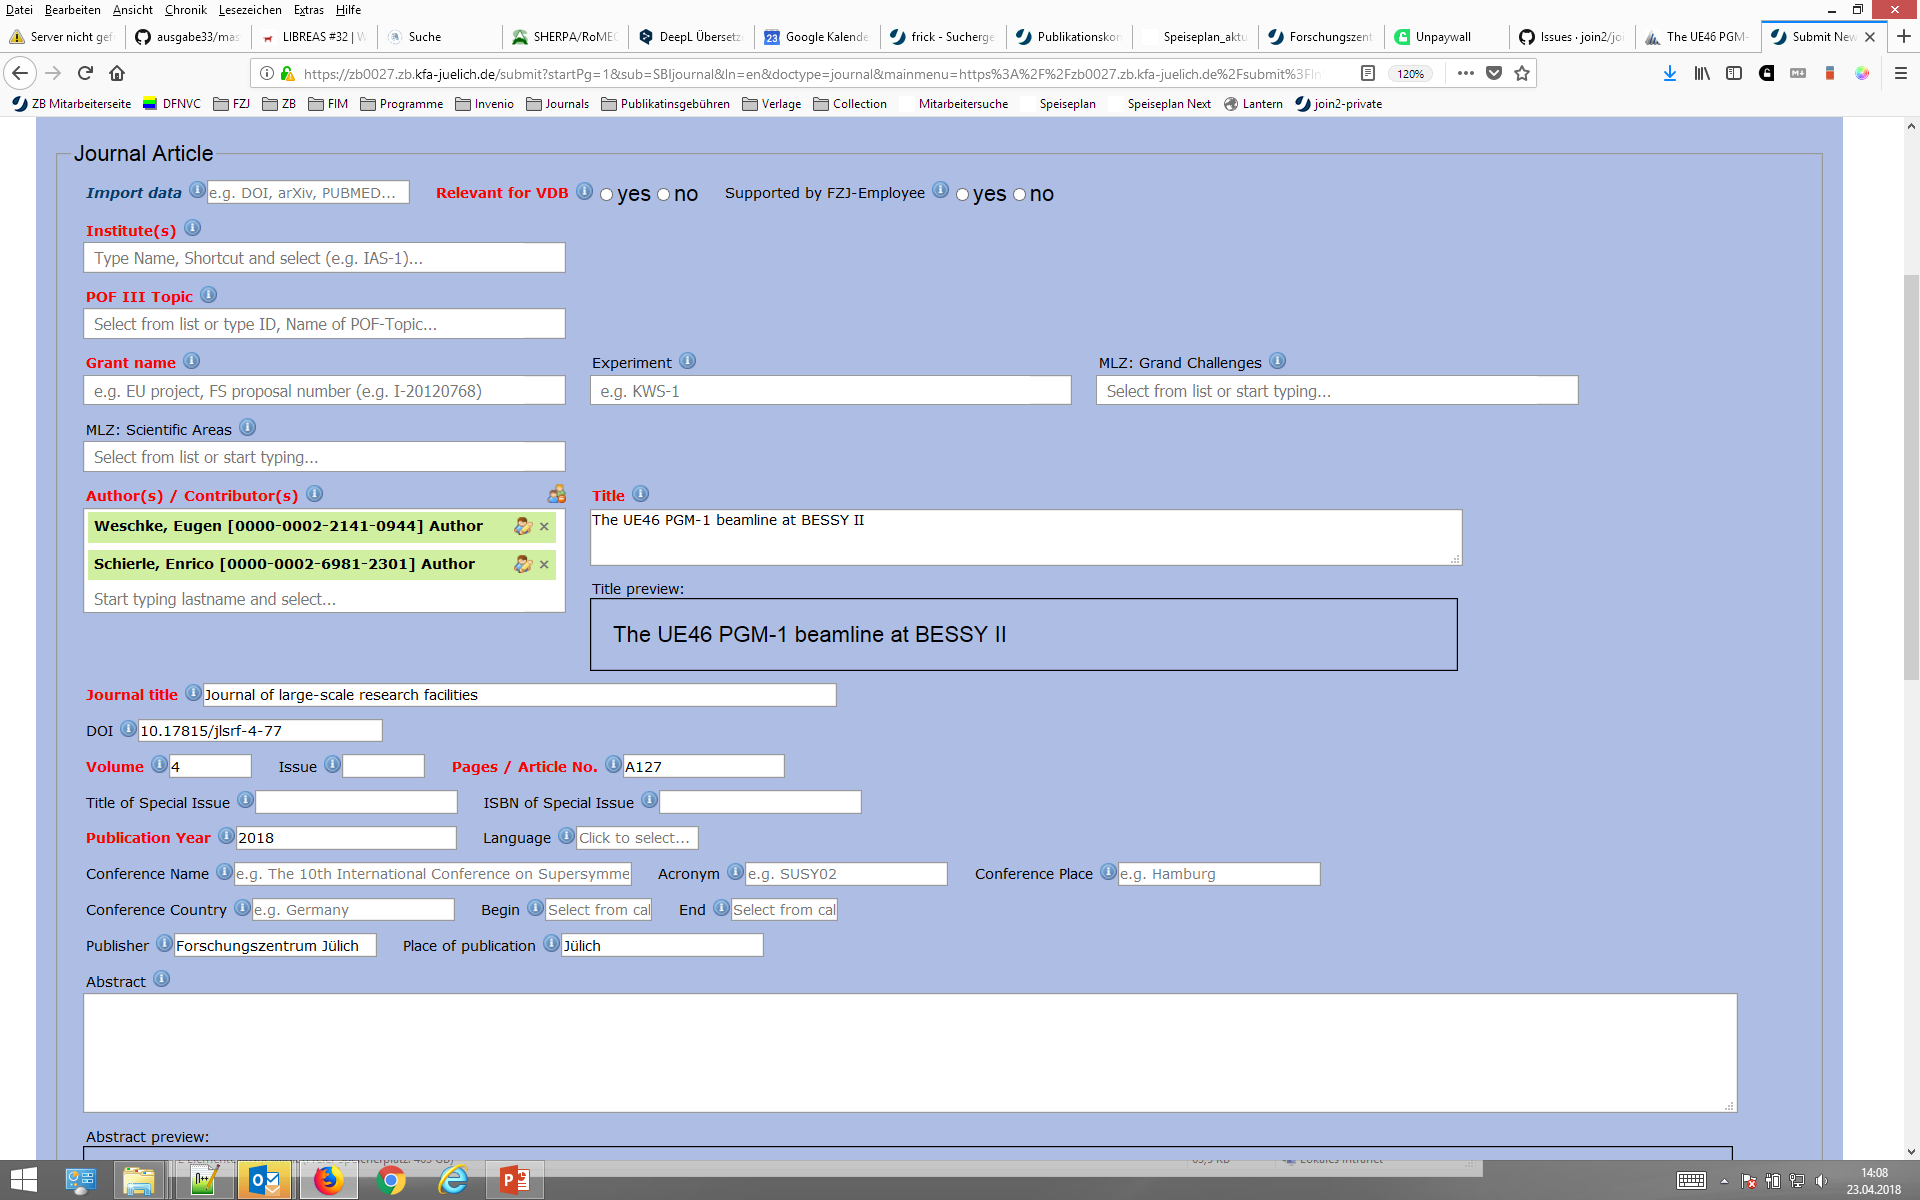 Datei Bearbeiten Ansicht Chronik Lesezeichen Extras Hilfe
Server nicht gef ausgabe33/mas LIBREAS #32 | W Suche SHERPA/RoMEO DeepL Übersetz Google Kalende frick - Sucherge Publikationskon Speiseplan_aktu Forschungszent Unpaywall Issues · join2/joi The UE46 PGM- Submit New
https://zb0027.zb.kfa-juelich.de/submit?startPg=1&sub=SBIjournal&ln=en&doctype=journal&mainmenu=https%3A%2F%2Fzb0027.zb.kfa-juelich.de%2Fsubmit%3Fln 120%
ZB Mitarbeiterseite DFNVC FZJ ZB FIM Programme Invenio Journals Publikatinsgebühren Verlage Collection Mitarbeitersuche Speiseplan Speiseplan Next Lantern join2-private
Journal Article
Import data e.g. DOI, arXiv, PUBMED... Relevant for VDB yes no Supported by FZJ-Employee yes no
Institute(s)
Type Name, Shortcut and select (e.g. IAS-1)...
POF III Topic
Select from list or type ID, Name of POF-Topic...
Grant name Experiment MLZ: Grand Challenges
e.g. EU project, FS proposal number (e.g. I-20120768) e.g. KWS-1 Select from list or start typing...
MLZ: Scientific Areas
Select from list or start typing...
Author(s) / Contributor(s) Title
Weschke, Eugen [0000-0002-2141-0944] Author The UE46 PGM-1 beamline at BESSY II
Schierle, Enrico [0000-0002-6981-2301] Author
Start typing lastname and select...
Title preview:
The UE46 PGM-1 beamline at BESSY II
Journal title Journal of large-scale research facilities
DOI 10.17815/jlsrf-4-77
Volume 4 Issue Pages / Article No. A127
Title of Special Issue ISBN of Special Issue
Publication Year 2018 Language Click to select...
Conference Name e.g. The 10th International Conference on Supersymme Acronym e.g. SUSY02 Conference Place e.g. Hamburg
Conference Country e.g. Germany Begin Select from cal End Select from cal
Publisher Forschungszentrum Jülich Place of publication Jülich
Abstract
Abstract preview:
14:08
23.04.2018